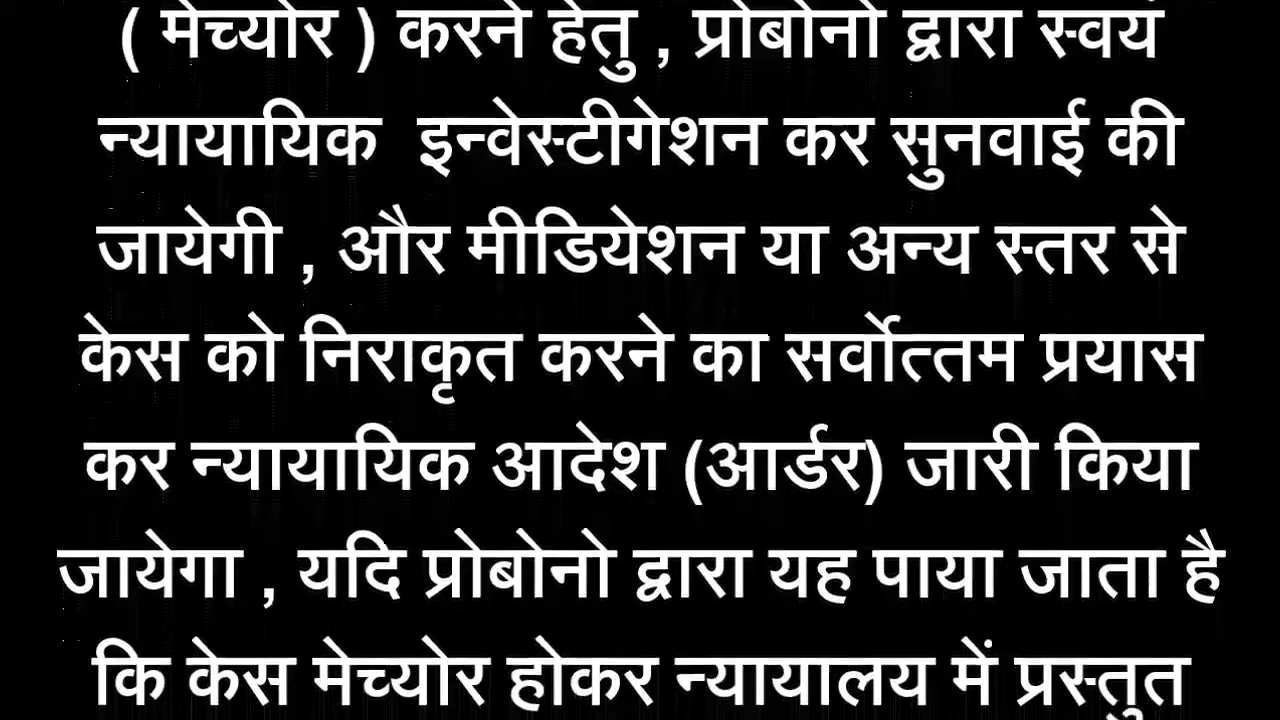 ( मेच्योर ) करने हेतु , प्रोबोनो द्वारा स्वयं
न्यायायिक इन्वेस्टीगेशन कर सुनवाई की
जायेगी , और मीडियेशन या अन्य स्तर से
केस को निराकृत करने का सर्वोत्तम प्रयास
कर न्यायायिक आदेश (आर्डर) जारी किया
जायेगा , यदि प्रोबोनो द्वारा यह पाया जाता है
कि केस मेच्योर होकर न्यायालय में प्रस्तुत